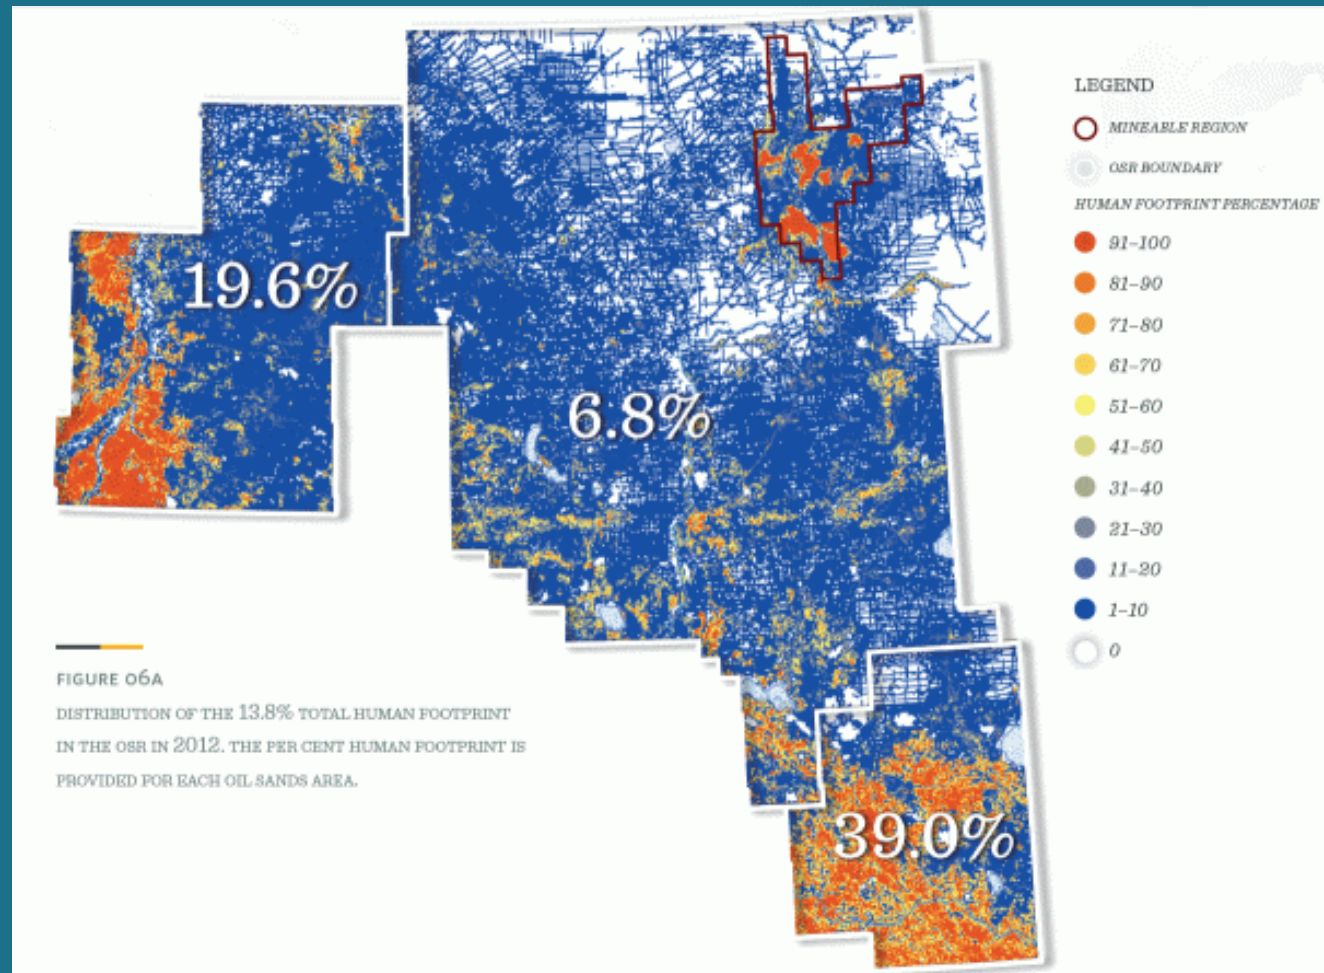 19.6%
6.8%
39.0%
LEGEND
MINEABLE REGION
OSR BOUNDARY
HUMAN FOOTPRINT PERCENTAGE
91–100
81–90
71–80
61–70
51–60
41–50
31–40
21–30
11–20
1–10
0
FIGURE 06A
DISTRIBUTION OF THE 13.8% TOTAL HUMAN FOOTPRINT
IN THE OSR IN 2012. THE PER CENT HUMAN FOOTPRINT IS
PROVIDED FOR EACH OIL SANDS AREA.